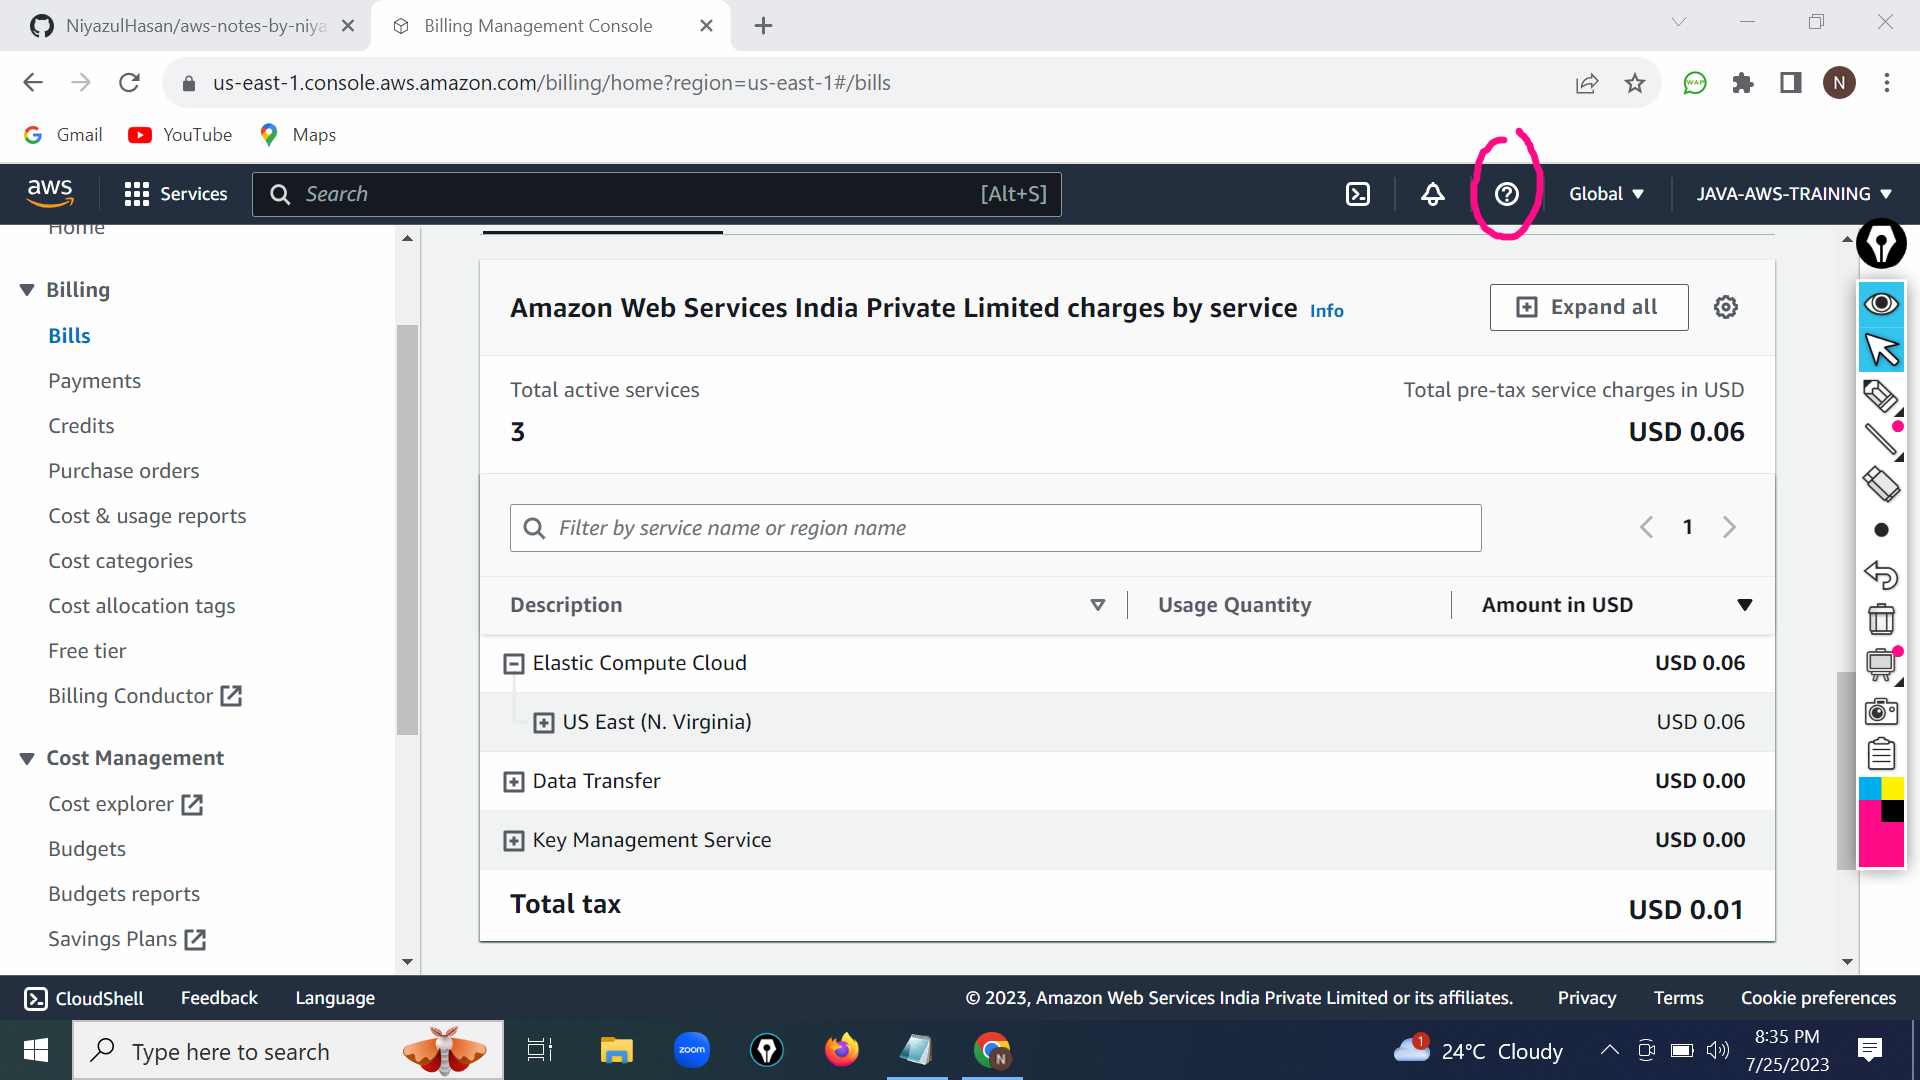 NiyazulHasan/aws-notes-by-niya
Billing Management Console
us-east-1.console.aws.amazon.com/billing/home?region=us-east-1#/bills
WAP
N
Gmail
YouTube
Maps
aws
Services
Search
[Alt+S]
Global
JAVA-AWS-TRAINING
Home
Billing
Bills
Payments
Credits
Purchase orders
Cost & usage reports
Cost categories
Cost allocation tags
Free tier
Billing Conductor
Cost Management
Cost explorer
Budgets
Budgets reports
Savings Plans
Amazon Web Services India Private Limited charges by service Info
Expand all
Total active services
3
Total pre-tax service charges in USD
USD 0.06
Filter by service name or region name
1
Description Usage Quantity Amount in USD
Elastic Compute Cloud USD 0.06
US East (N. Virginia) USD 0.06
Data Transfer USD 0.00
Key Management Service USD 0.00
Total tax USD 0.01
CloudShell Feedback Language
© 2023, Amazon Web Services India Private Limited or its affiliates. Privacy Terms Cookie preferences
Type here to search
zoom
N
1
24°C Cloudy
8:35 PM
7/25/2023